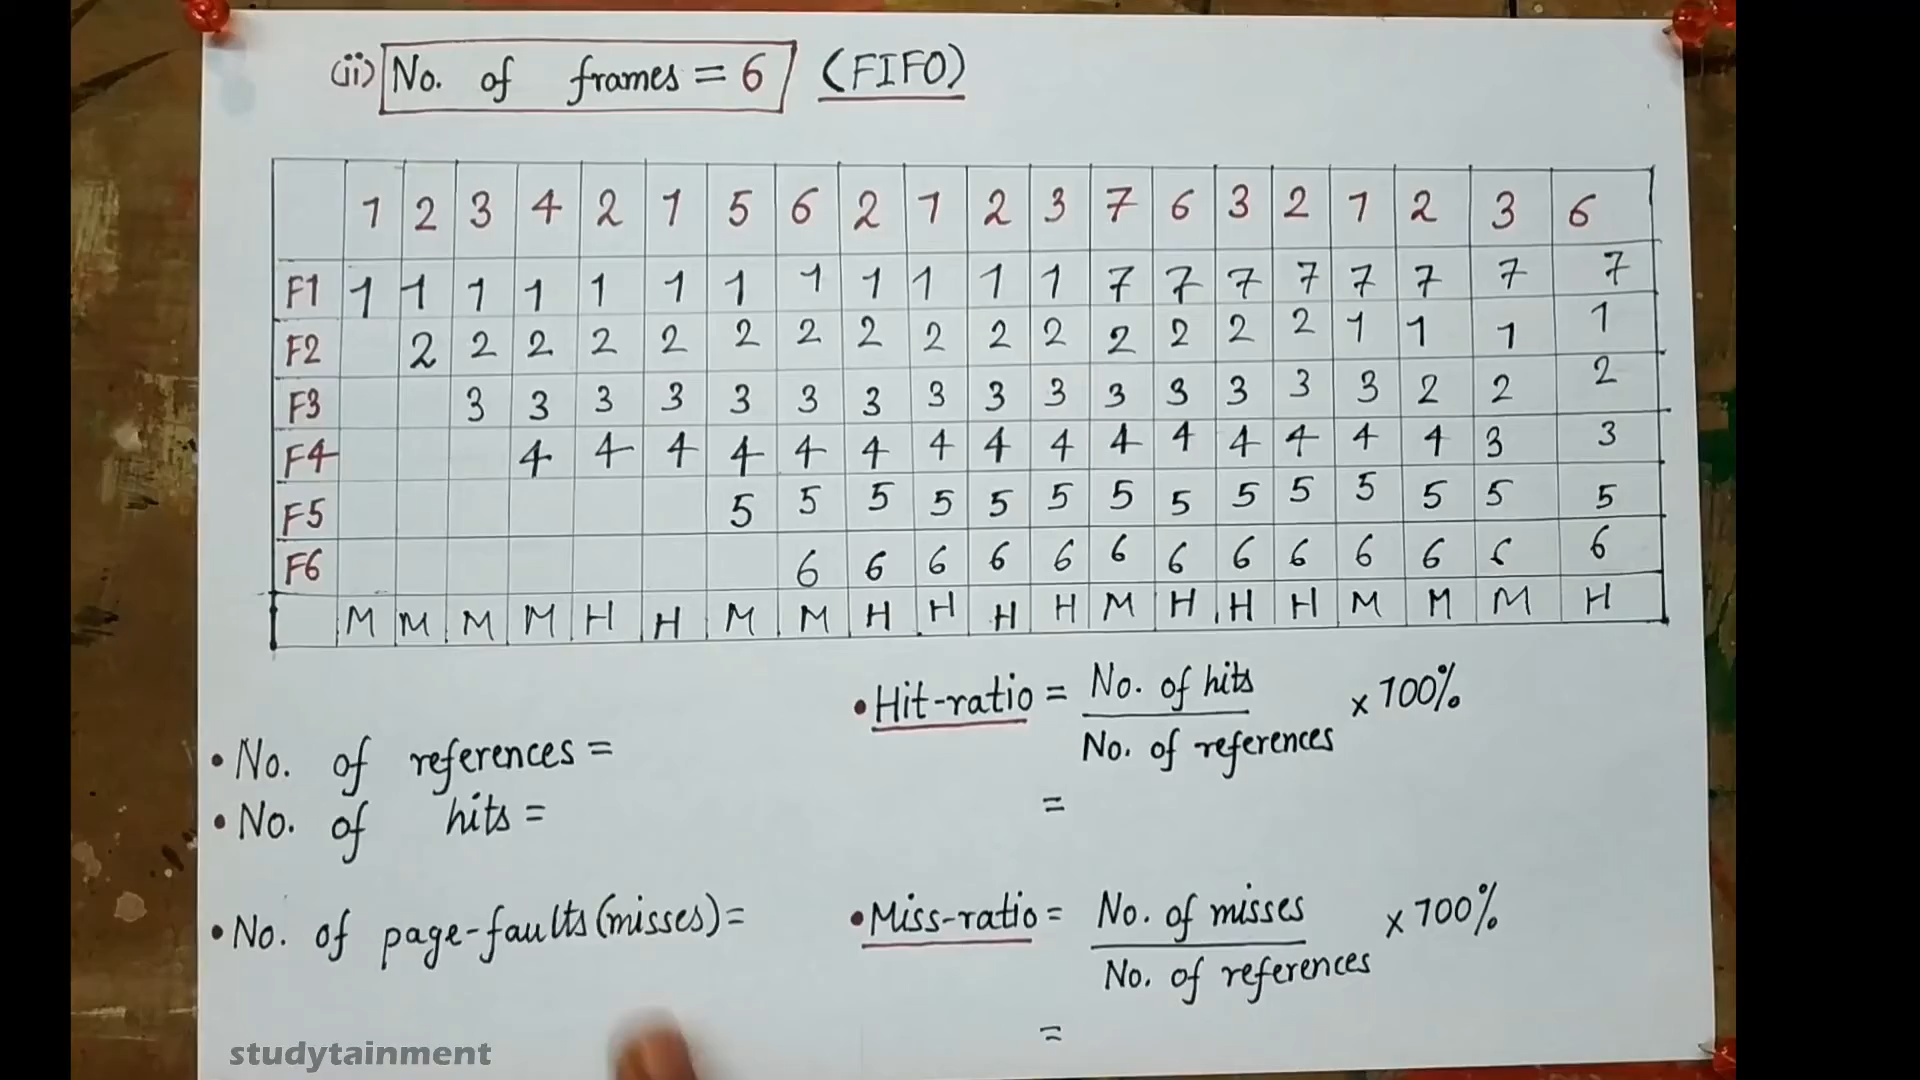 (ii) No. of frames = 6 (FIFO)
1 2 3 4 2 1 5 6 2 1 2 3 7 6 3 2 1 2 3 6
F1 1 1 1 1 1 1 1 1 1 1 1 1 7 7 7 7 7 7 7 7
F2 2 2 2 2 2 2 2 2 2 2 2 2 2 2 2 1 1 1 1
F3 3 3 3 3 3 3 3 3 3 3 3 3 3 3 3 2 2 2
F4 4 4 4 4 4 4 4 4 4 4 4 4 4 4 4 3 3
F5 5 5 5 5 5 5 5 5 5 5 5 5 5 5
F6 6 6 6 6 6 6 6 6 6 6 6 6 6
M M M M H H M M H H H H M H H H M M M H
• Hit-ratio = No. of hits x 100%
No. of references
=
• No. of references =
• No. of hits =
• No. of page-faults(misses) =
• Miss-ratio = No. of misses x 100%
No. of references
=
studytainment